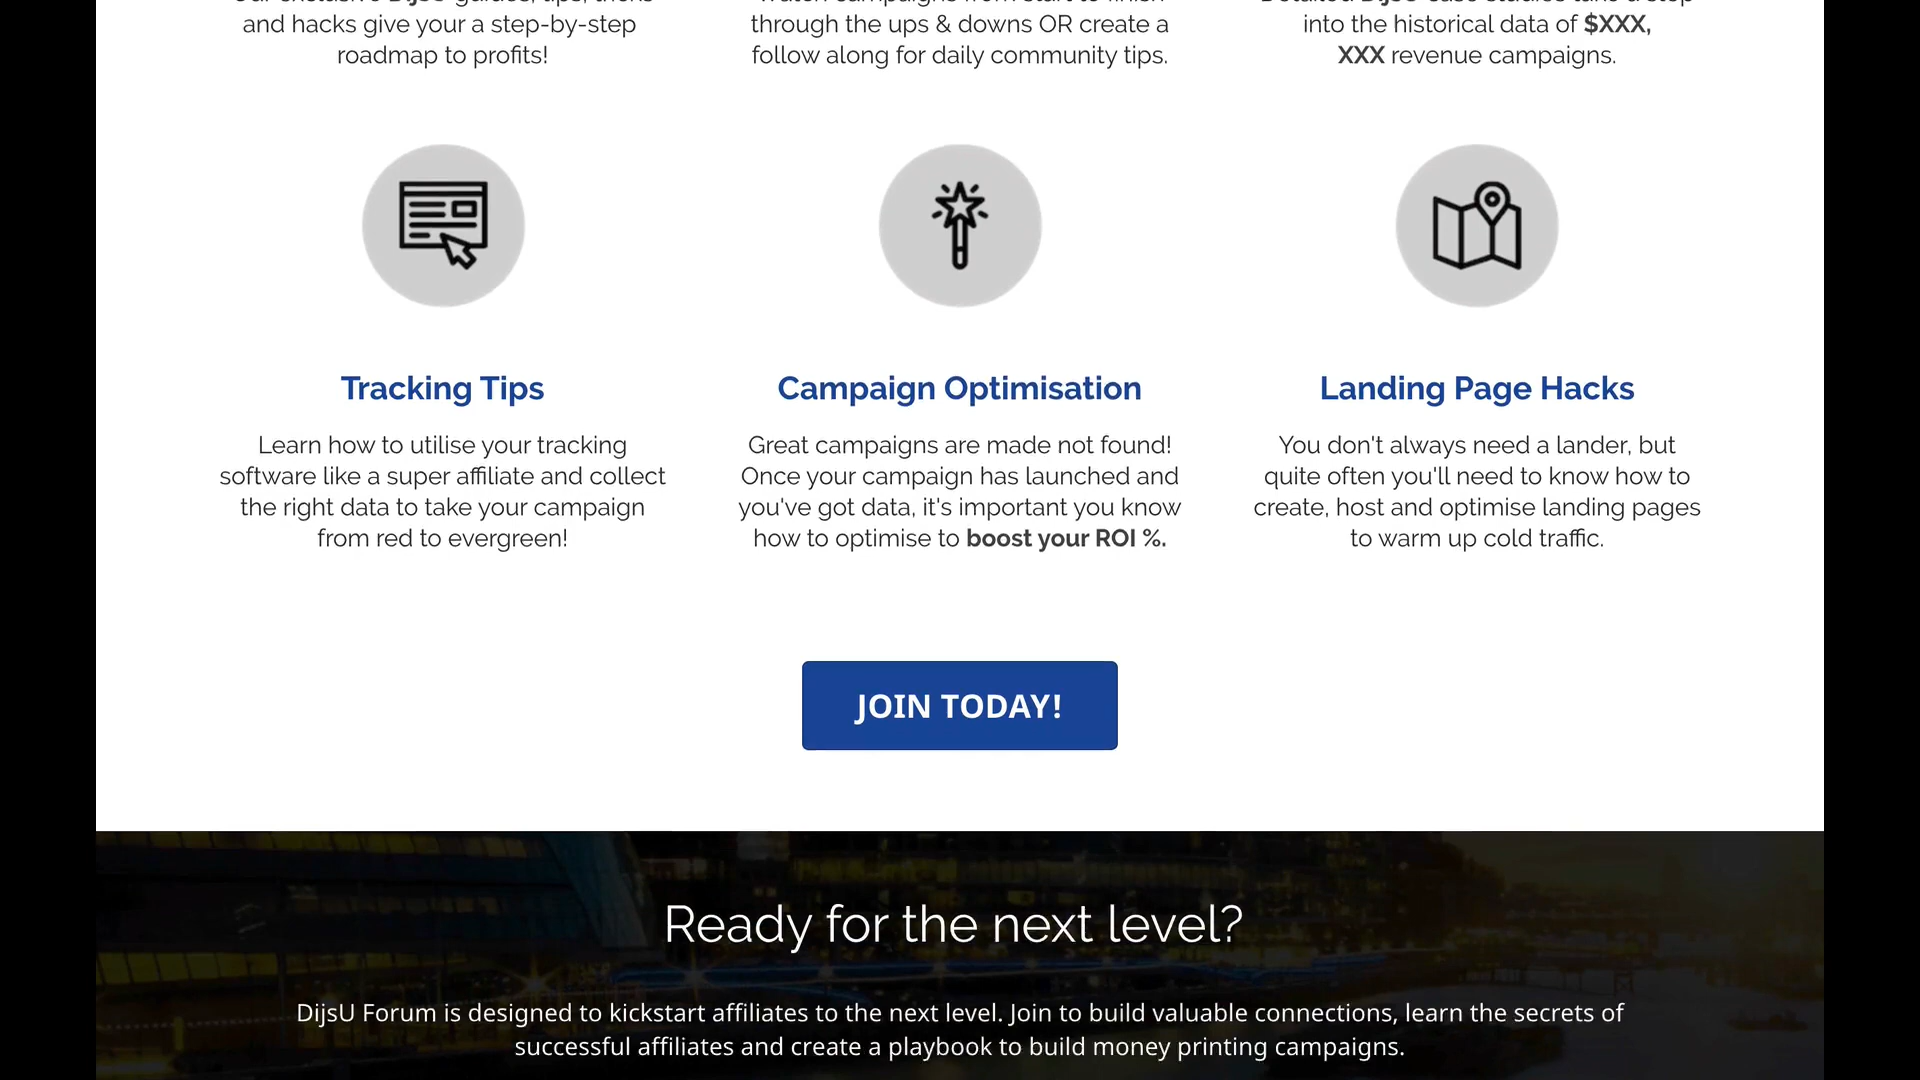 and hacks give your a step-by-step
roadmap to profits!
through the ups & downs OR create a
follow along for daily community tips.
into the historical data of $XXX,
XXX revenue campaigns.
Tracking Tips
Learn how to utilise your tracking
software like a super affiliate and collect
the right data to take your campaign
from red to evergreen!
Campaign Optimisation
Great campaigns are made not found!
Once your campaign has launched and
you've got data, it's important you know
how to optimise to boost your ROI %.
Landing Page Hacks
You don't always need a lander, but
quite often you'll need to know how to
create, host and optimise landing pages
to warm up cold traffic.
JOIN TODAY!
Ready for the next level?
DijsU Forum is designed to kickstart affiliates to the next level. Join to build valuable connections, learn the secrets of
successful affiliates and create a playbook to build money printing campaigns.